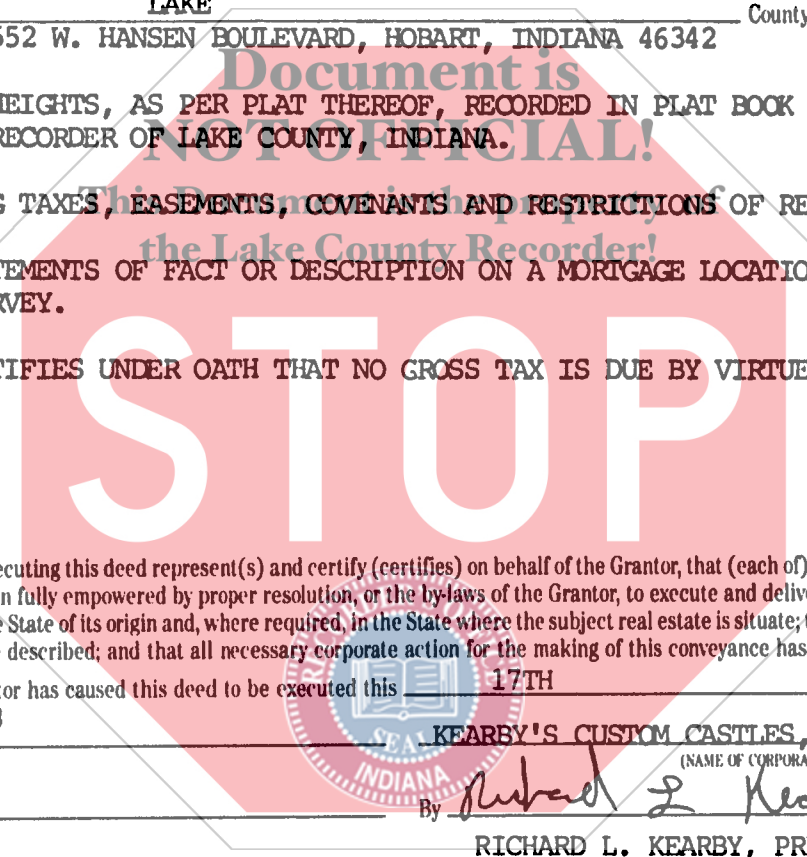 LAKE County
552 W. HANSEN BOULEVARD, HOBART, INDIANA 46342
Document is
HEIGHTS, AS PER PLAT THEREOF, RECORDED IN PLAT BOOK
RECORDER OF LAKE COUNTY, INDIANA.
NOT OFFICIAL!
TAXES, EASEMENTS, COVENANTS AND RESTRICTIONS OF RE
This Document is the property of
the Lake County Recorder!
TEMENTS OF FACT OR DESCRIPTION ON A MORTGAGE LOCATIO
RVEY.
STOP
TIFIES UNDER OATH THAT NO GROSS TAX IS DUE BY VIRTUE
ecuting this deed represent(s) and certify (certifies) on behalf of the Grantor, that (each of)
n fully empowered by proper resolution, or the by-laws of the Grantor, to execute and delive
e State of its origin and, where required, in the State where the subject real estate is situate;
described; and that all necessary corporate action for the making of this conveyance has
tor has caused this deed to be executed this 17TH
RECORDER'S OFFICE
SEAL
INDIANA
KEARBY'S CUSTOM CASTLES,
(NAME OF CORPORA
By Richard L Kea
RICHARD L. KEARBY, PR